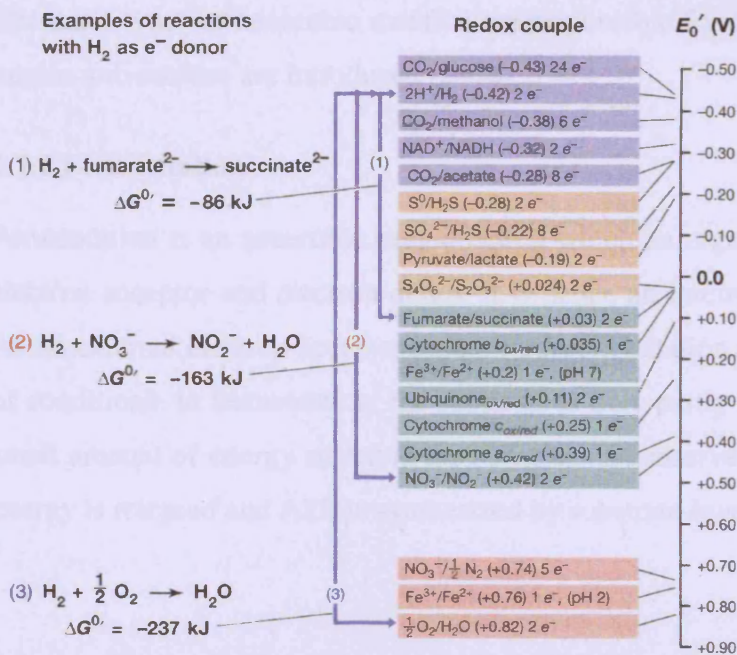 Examples of reactions
with H₂ as e⁻ donor
(1) H₂ + fumarate²⁻ succinate²⁻
ΔG⁰′ = −86 kJ
(2) H₂ + NO₃⁻ → NO₂⁻ + H₂O
ΔG⁰′ = −163 kJ
(3) H₂ + 1/2 O₂ → H₂O
ΔG⁰′ = −237 kJ
(1)
(2)
(3)
Redox couple
CO₂/glucose (−0.43) 24 e⁻
2H⁺/H₂ (−0.42) 2 e⁻
CO₂/methanol (−0.38) 6 e⁻
NAD⁺/NADH (−0.32) 2 e⁻
CO₂/acetate (−0.28) 8 e⁻
S⁰/H₂S (−0.28) 2 e⁻
SO₄²⁻/H₂S (−0.22) 8 e⁻
Pyruvate/lactate (−0.19) 2 e⁻
S₄O₆²⁻/S₂O₃²⁻ (+0.024) 2 e⁻
Fumarate/succinate (+0.03) 2 e⁻
Cytochrome b ox/red (+0.035) 1 e⁻
Fe³⁺/Fe²⁺ (+0.2) 1 e⁻, (pH 7)
Ubiquinone ox/red (+0.11) 2 e⁻
Cytochrome c ox/red (+0.25) 1 e⁻
Cytochrome a ox/red (+0.39) 1 e⁻
NO₃⁻/NO₂⁻ (+0.42) 2 e⁻
NO₃⁻/1/2 N₂ (+0.74) 5 e⁻
Fe³⁺/Fe²⁺ (+0.76) 1 e⁻, (pH 2)
1/2 O₂/H₂O (+0.82) 2 e⁻
E₀′ (V)
−0.50
−0.40
−0.30
−0.20
−0.10
0.0
+0.10
+0.20
+0.30
+0.40
+0.50
+0.60
+0.70
+0.80
+0.90